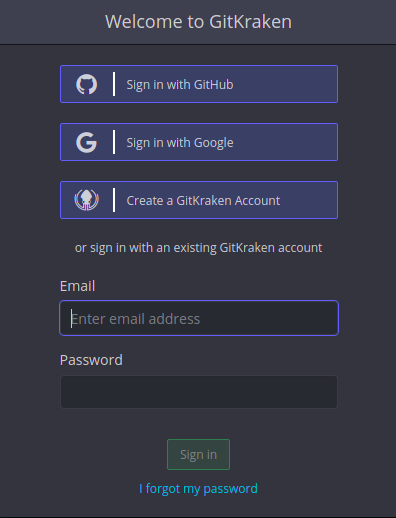 Welcome to GitKraken
Sign in with GitHub
Sign in with Google
Create a GitKraken Account
or sign in with an existing GitKraken account
Email
Enter email address
Password
Sign in
I forgot my password